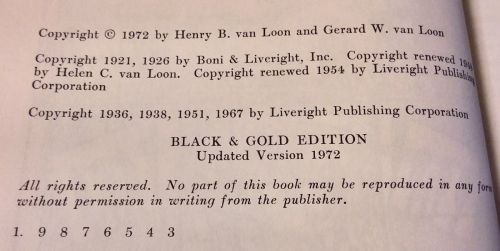 Copyright © 1972 by Henry B. van Loon and Gerard W. van Loon
Copyright 1921, 1926 by Boni & Liveright, Inc. Copyright renewed
by Helen C. van Loon. Copyright renewed 1954 by Liveright Publishing
Corporation
Copyright 1936, 1938, 1951, 1967 by Liveright Publishing Corporation
BLACK & GOLD EDITION
Updated Version 1972
All rights reserved. No part of this book may be reproduced in any form
without permission in writing from the publisher.
1. 9 8 7 6 5 4 3